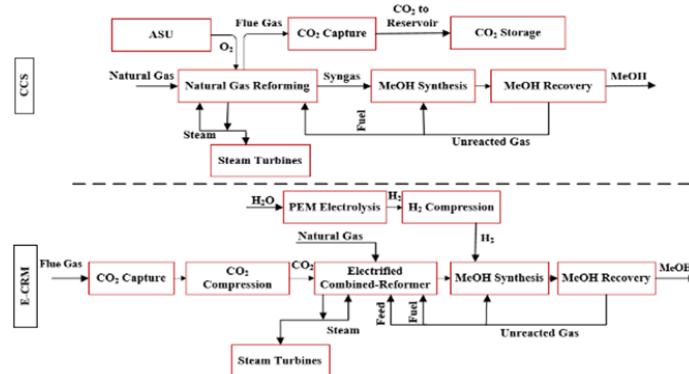 CCS
ASU
O₂
Flue Gas
CO₂ Capture
CO₂ to
Reservoir
CO₂ Storage
Natural Gas
Natural Gas Reforming
Syngas
MeOH Synthesis
MeOH Recovery
MeOH
Fuel
Unreacted Gas
Steam
Steam Turbines
E-CRM
H₂O
PEM Electrolysis
H₂
H₂ Compression
Natural Gas
H₂
Flue Gas
CO₂ Capture
CO₂
Compression
CO₂
Electrified
Combined-Reformer
MeOH Synthesis
MeOH Recovery
MeOH
Feed
Fuel
Unreacted Gas
Steam
Steam Turbines